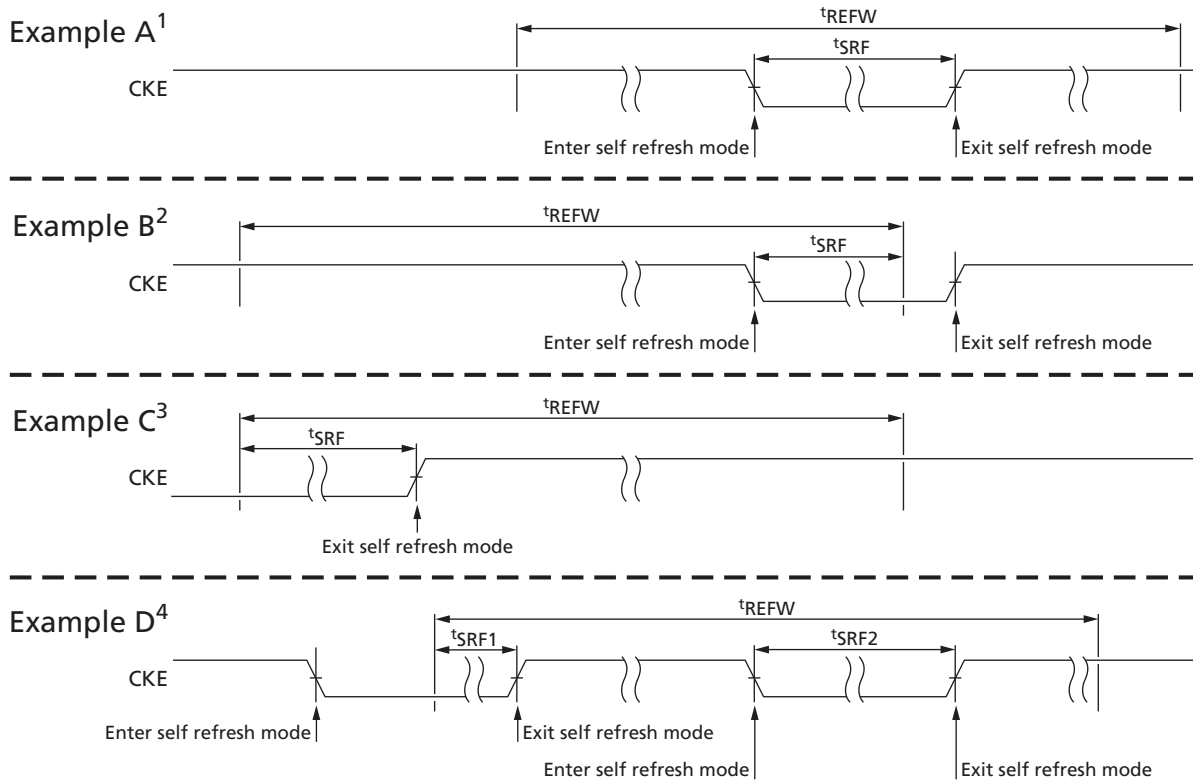 Example A1
tREFW
tSRF
CKE
Enter self refresh mode
Exit self refresh mode
Example B2
tREFW
tSRF
CKE
Enter self refresh mode
Exit self refresh mode
Example C3
tREFW
tSRF
CKE
Exit self refresh mode
Example D4
tREFW
tSRF1
tSRF2
CKE
Enter self refresh mode
Exit self refresh mode
Enter self refresh mode
Exit self refresh mode